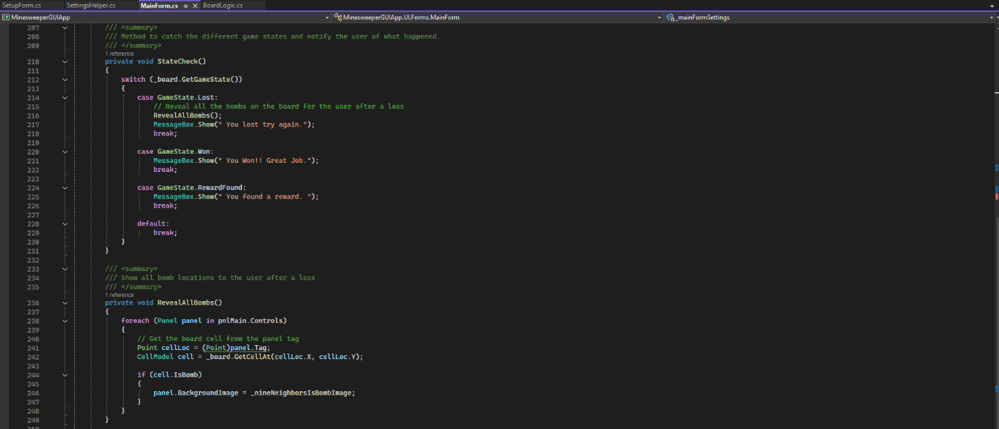 SetupForm.cs SettingsHelper.cs MainForm.cs BoardLogic.cs
MinesweeperGUIApp MinesweeperGUIApp.UI.Forms.MainForm _mainFormSettings
207 /// <summary>
208 /// Method to catch the different game states and notify the user of what happened.
209 /// </summary>
1 reference
210 private void StateCheck()
211 {
212 switch (_board.GetGameState())
213 {
214 case GameState.Lost:
215 // Reveal all the bombs on the board for the user after a loss
216 RevealAllBombs();
217 MessageBox.Show(" You lost try again.");
218 break;
219
220 case GameState.Won:
221 MessageBox.Show(" You Won!! Great Job.");
222 break;
223
224 case GameState.RewardFound:
225 MessageBox.Show(" You found a reward. ");
226 break;
227
228 default:
229 break;
230 }
231 }
232
233 /// <summary>
234 /// Show all bomb locations to the user after a loss
235 /// </summary>
1 reference
236 private void RevealAllBombs()
237 {
238 foreach (Panel panel in pnlMain.Controls)
239 {
240 // Get the board cell from the panel tag
241 Point cellLoc = (Point)panel.Tag;
242 CellModel cell = _board.GetCellAt(cellLoc.X, cellLoc.Y);
243
244 if (cell.IsBomb)
245 {
246 panel.BackgroundImage = _nineNeighborsIsBombImage;
247 }
248 }
249 }